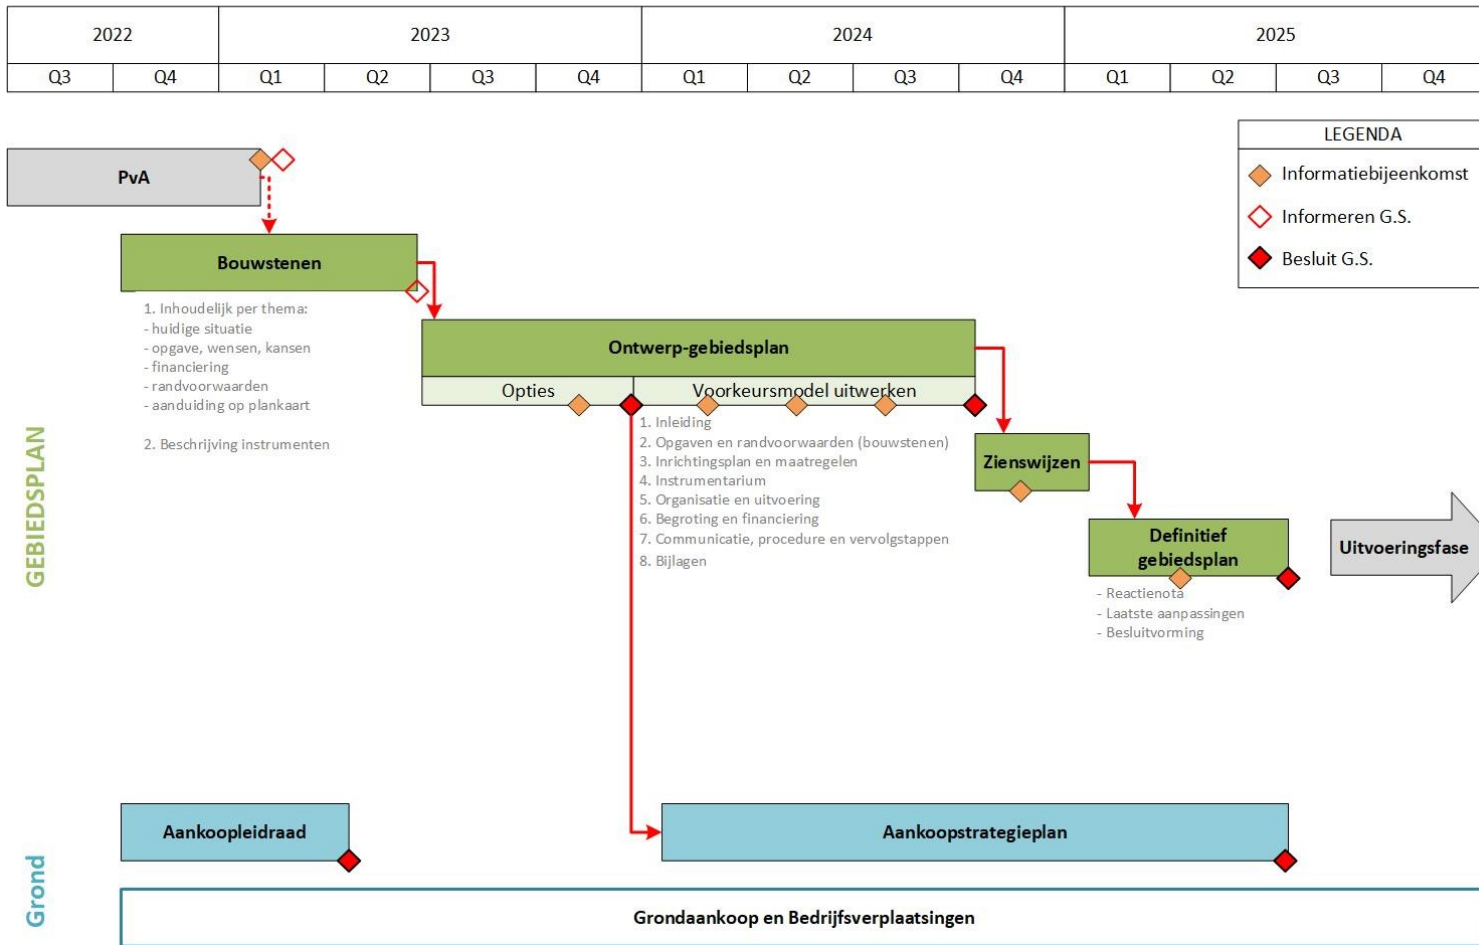 2022 2023 2024 2025
Q3 Q4 Q1 Q2 Q3 Q4 Q1 Q2 Q3 Q4 Q1 Q2 Q3 Q4
LEGENDA
Informatiebijeenkomst
Informeren G.S.
Besluit G.S.
PvA
Bouwstenen
1. Inhoudelijk per thema:
- huidige situatie
- opgave, wensen, kansen
- financiering
- randvoorwaarden
- aanduiding op plankaart
2. Beschrijving instrumenten
Ontwerp-gebiedsplan
Opties
Voorkeursmodel uitwerken
1. Inleiding
2. Opgaven en randvoorwaarden (bouwstenen)
3. Inrichtingsplan en maatregelen
4. Instrumentarium
5. Organisatie en uitvoering
6. Begroting en financiering
7. Communicatie, procedure en vervolgstappen
8. Bijlagen
Zienswijzen
Definitief
gebiedsplan
- Reactienota
- Laatste aanpassingen
- Besluitvorming
Uitvoeringsfase
GEBIEDSPLAN
Grond
Aankoopleidraad
Aankoopstrategieplan
Grondaankoop en Bedrijfsverplaatsingen